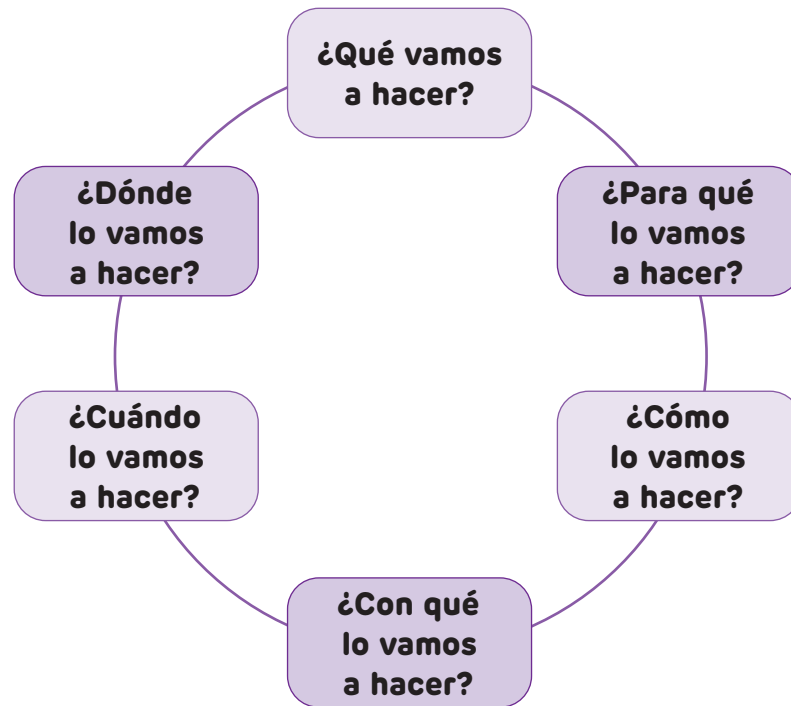 ¿Qué vamos
a hacer?
¿Para qué
lo vamos
a hacer?
¿Cómo
lo vamos
a hacer?
¿Con qué
lo vamos
a hacer?
¿Cuándo
lo vamos
a hacer?
¿Dónde
lo vamos
a hacer?